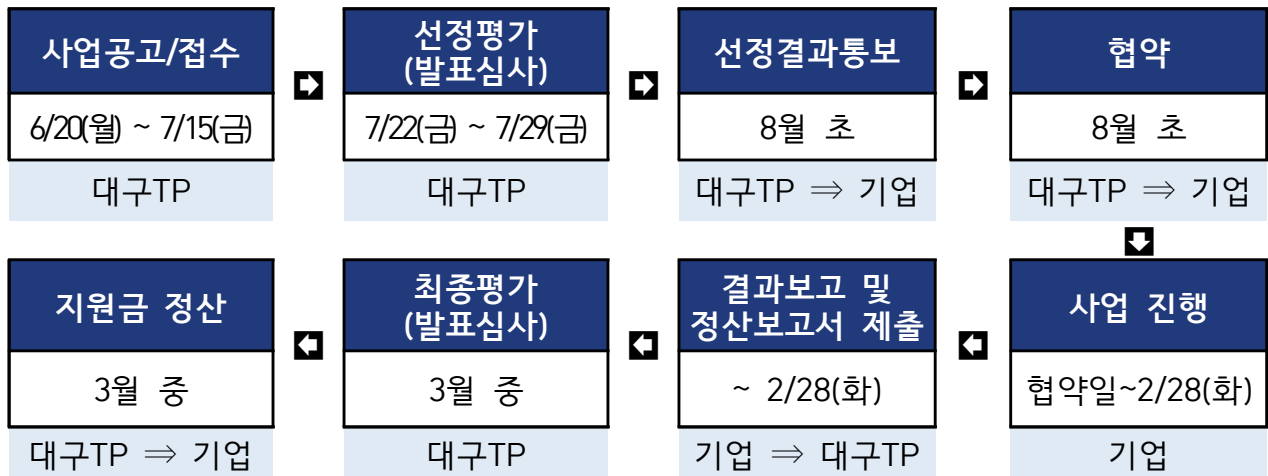 사업공고/접수
6/20(월) ~ 7/15(금)
대구TP
선정평가
(발표심사)
7/22(금) ~ 7/29(금)
대구TP
선정결과통보
8월 초
대구TP ⇒ 기업
협약
8월 초
대구TP ⇒ 기업
사업 진행
협약일~2/28(화)
기업
결과보고 및
정산보고서 제출
~ 2/28(화)
기업 ⇒ 대구TP
최종평가
(발표심사)
3월 중
대구TP
지원금 정산
3월 중
대구TP ⇒ 기업